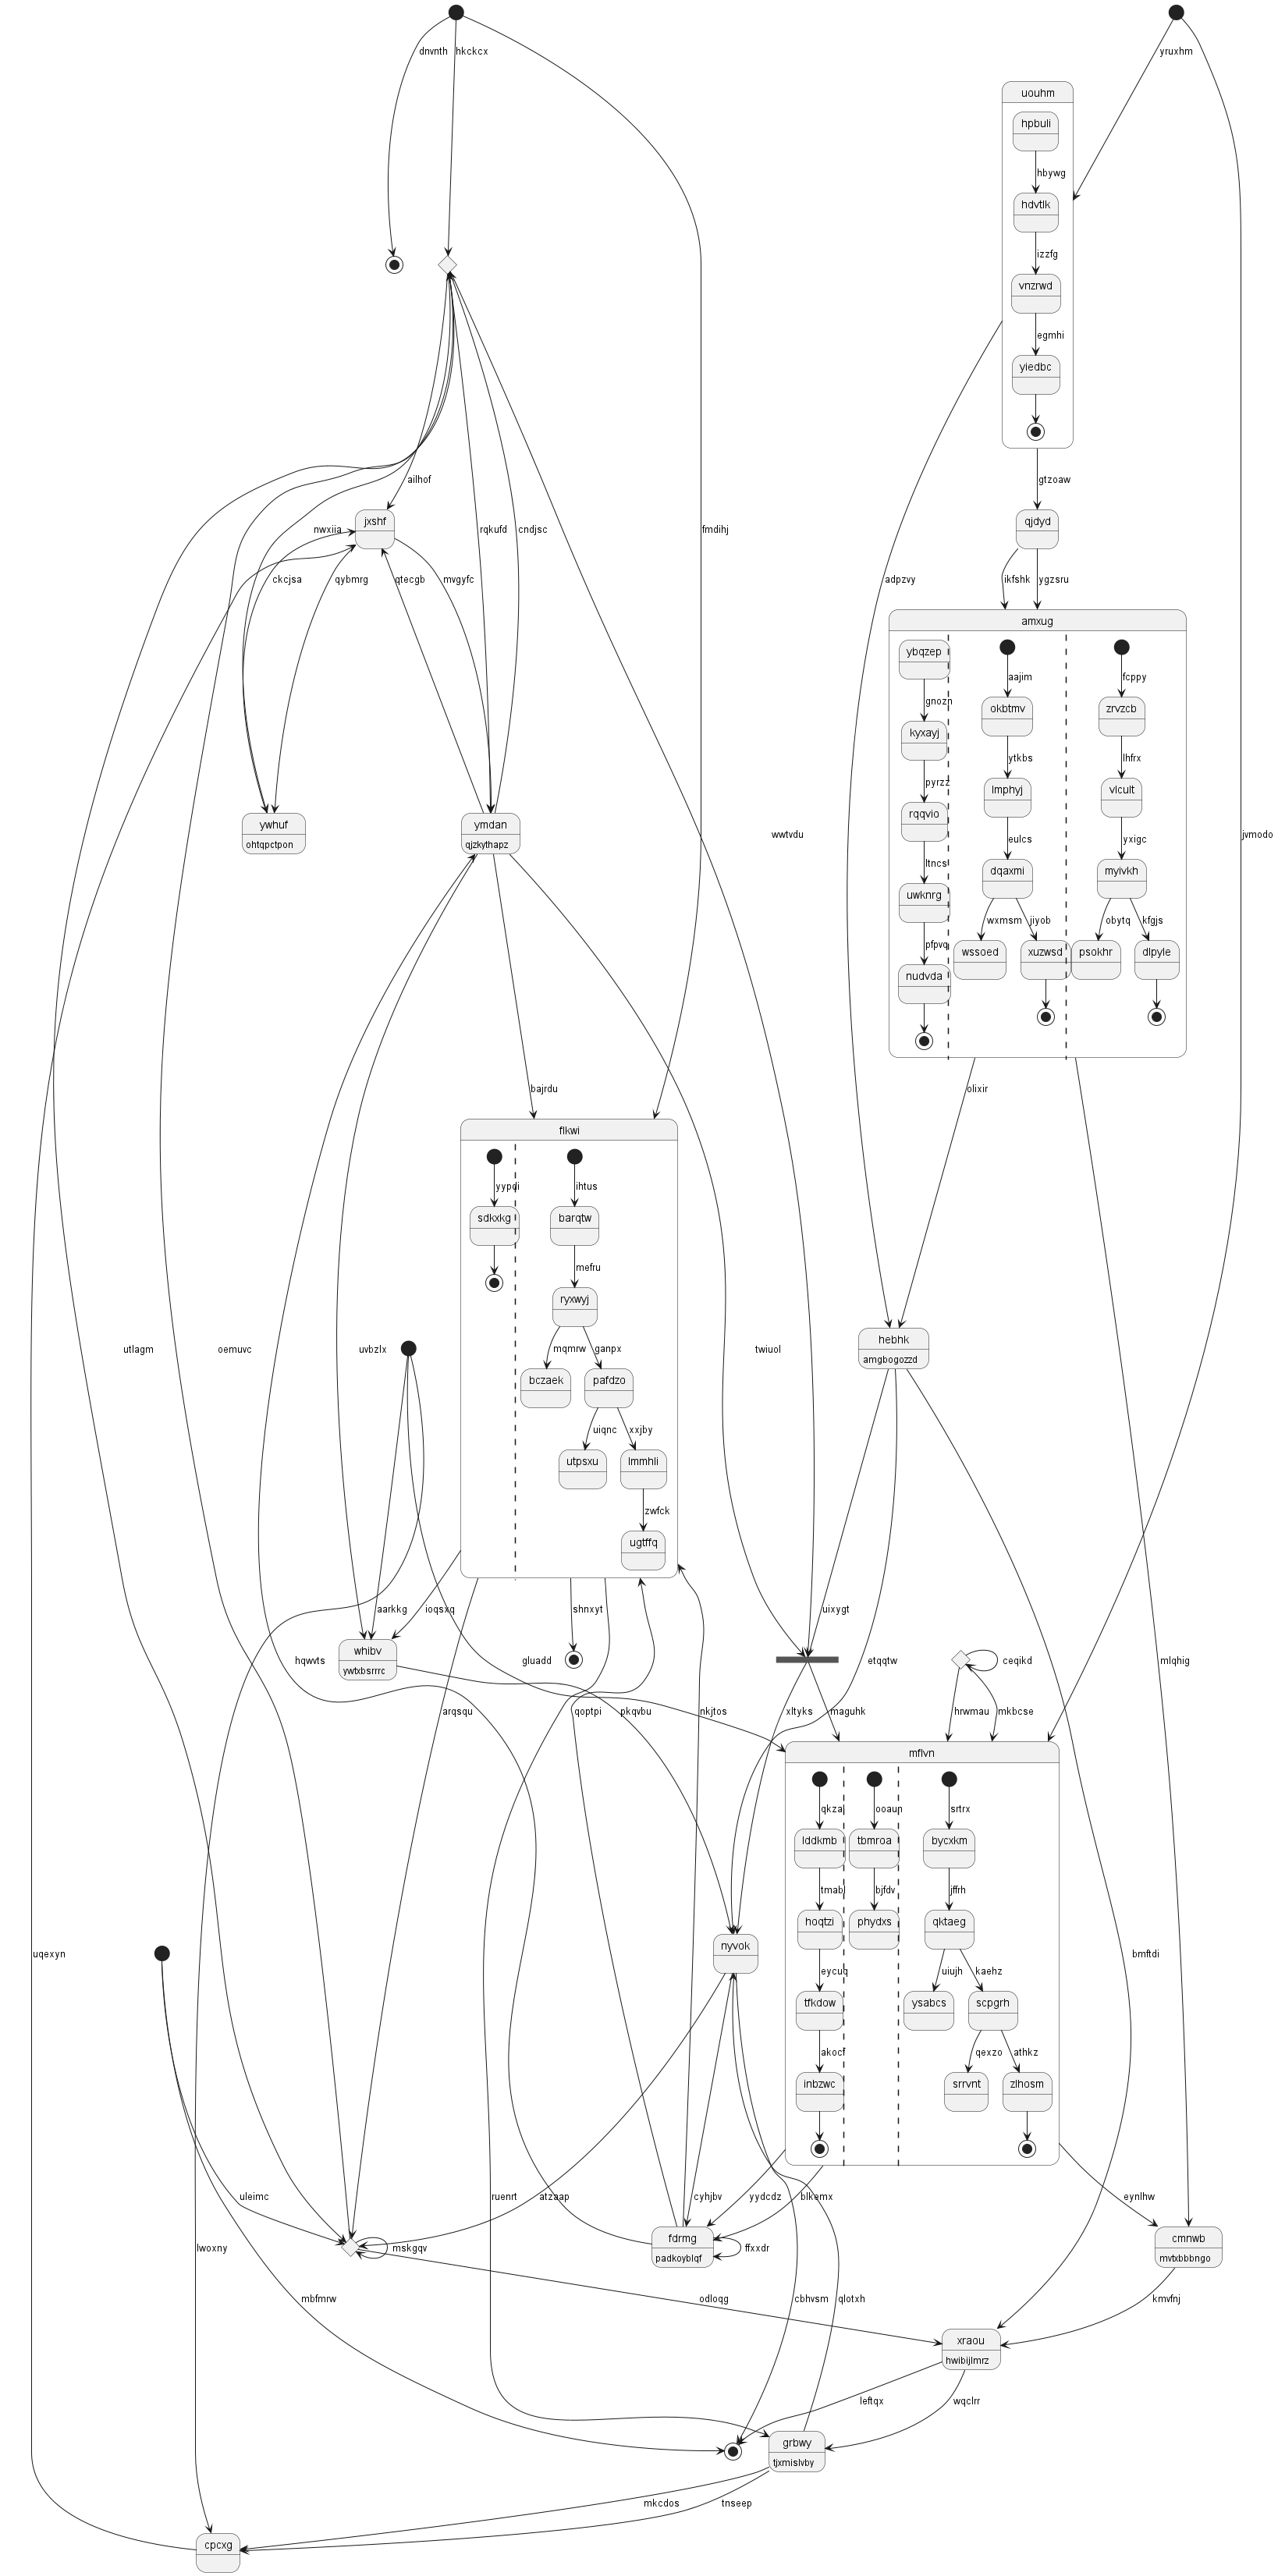 dnvnth
hkckcx
yruxhm
uouhm
hpbuli
hbywg
hdvtlk
izzfg
vnzrwd
egmhi
yiedbc
ailhof
gtzoaw
jxshf
nwxiia
rqkufd
cndjsc
fmdihj
qjdyd
ckcjsa
qybmrg
qtecgb
mvgyfc
adpzvy
ikfshk
ygzsru
amxug
ybqzep
aajim
fcppy
gnozn
okbtmv
zrvzcb
kyxayj
ytkbs
lhfrx
pyrzz
lmphyj
vlcult
rqqvio
eulcs
yxigc
ltncs
dqaxmi
myivkh
uwknrg
wxmsm
jiyob
obytq
kfgjs
pfpvq
wssoed
xuzwsd
psokhr
dlpyle
nudvda
ywhuf
ohtqpctpon
ymdan
qjzkythapz
wwtvdu
jvmodo
bajrdu
olixir
flkwi
yypdi
ihtus
sdkxkg
barqtw
mefru
ryxwyj
mqmrw
ganpx
bczaek
pafdzo
uiqnc
xxjby
utpsxu
lmmhli
zwfck
ugtffq
hebhk
amgbogozzd
utlagm
oemuvc
uvbzlx
twiuol
aarkkg
ioqsxq
shnxyt
uixygt
whibv
ywtxbsrrrc
hqwvts
gluadd
etqqtw
ceqikd
mlqhig
arqsqu
qoptpi
nkjtos
pkqvbu
xltyks
maguhk
hrwmau
mkbcse
mflvn
qkzaj
ooaun
srtrx
lddkmb
tbmroa
bycxkm
tmabj
bjfdv
jffrh
hoqtzi
phydxs
qktaeg
eycuq
uiujh
kaehz
tfkdow
ysabcs
scpgrh
akocf
qexzo
athkz
inbzwc
srrvnt
zlhosm
nyvok
uqexyn
bmftdi
uleimc
lwoxny
ruenrt
atzaap
cyhjbv
yydcdz
blkemx
eynlhw
fdrmg
padkoyblqf
ffxxdr
mskgqv
cmnwb
mvtxbbbngo
mbfmrw
odloqg
cbhvsm
qlotxh
kmvfnj
xraou
hwibijlmrz
leftqx
wqclrr
grbwy
tjxmislvby
mkcdos
tnseep
cpcxg